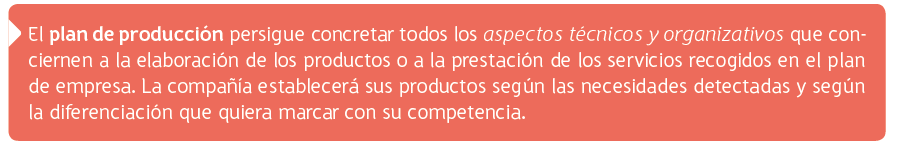 El plan de producción persigue concretar todos los aspectos técnicos y organizativos que con-
ciernen a la elaboración de los productos o a la prestación de los servicios recogidos en el plan
de empresa. La compañía establecerá sus productos según las necesidades detectadas y según
la diferenciación que quiera marcar con su competencia.